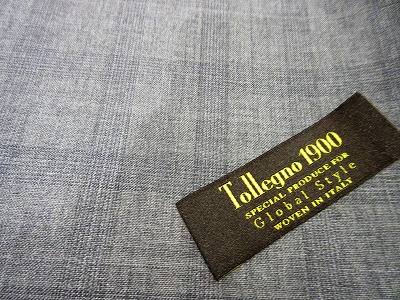 Tollegno 1900
SPECIAL PRODUCE FOR
Global Style
WOVEN IN ITALY